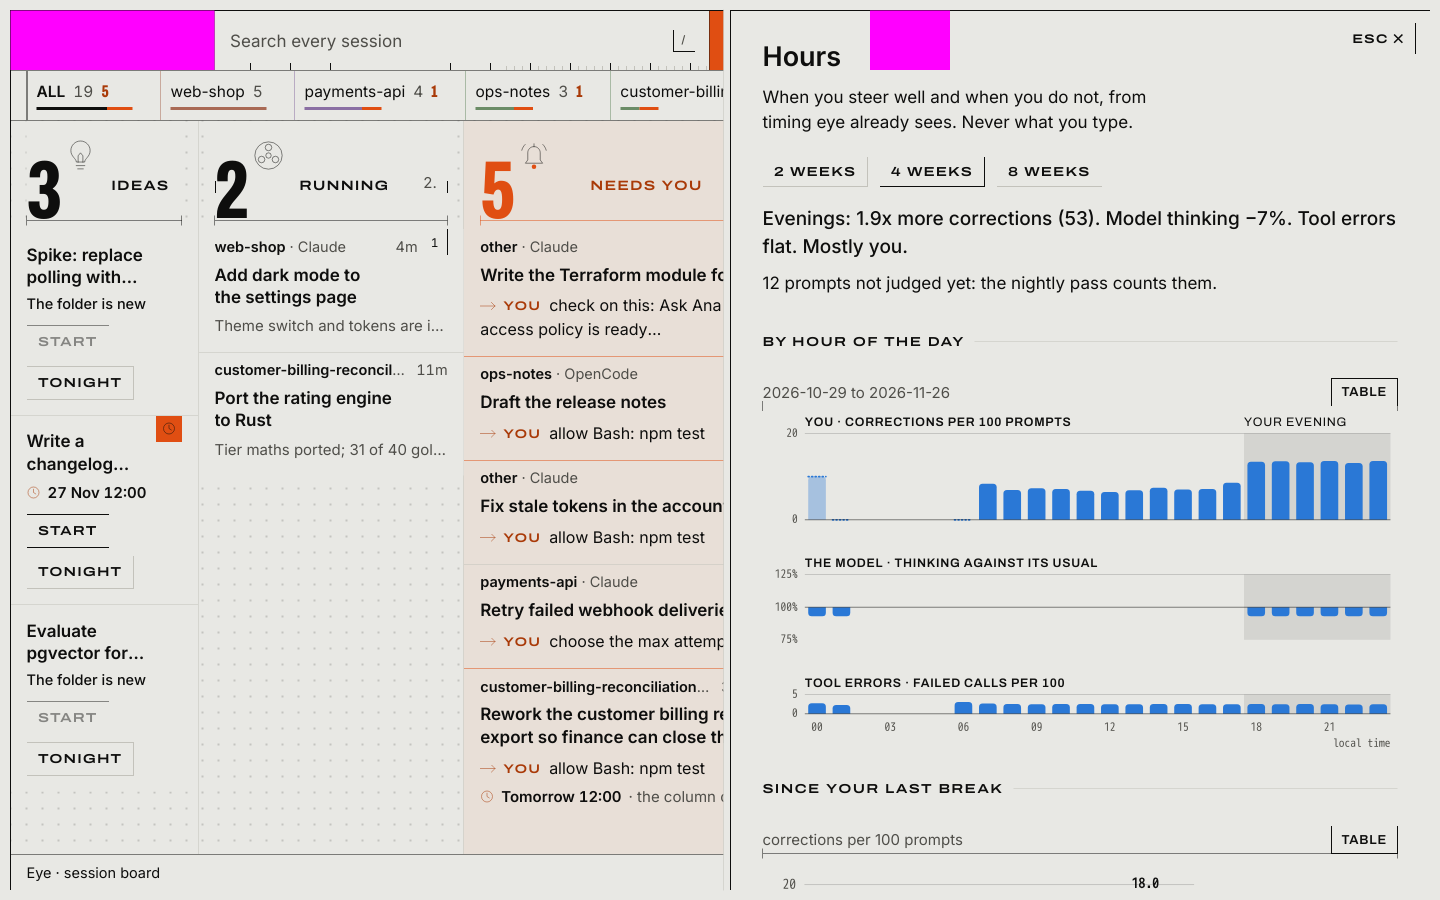 Search every session /
ALL 19 5
web-shop 5
payments-api 4 1
ops-notes 3 1
customer-billin
3 IDEAS
Spike: replace
polling with…
The folder is new
START
TONIGHT
Write a
changelog…
27 Nov 12:00
START
TONIGHT
Evaluate
pgvector for…
The folder is new
START
TONIGHT
2 RUNNING 2.
web-shop · Claude 4m 1
Add dark mode to
the settings page
Theme switch and tokens are i…
customer-billing-reconcil… 11m
Port the rating engine
to Rust
Tier maths ported; 31 of 40 gol…
5 NEEDS YOU
other · Claude
Write the Terraform module fo
→ YOU check on this: Ask Ana
access policy is ready…
ops-notes · OpenCode
Draft the release notes
→ YOU allow Bash: npm test
other · Claude
Fix stale tokens in the accoun
→ YOU allow Bash: npm test
payments-api · Claude
Retry failed webhook deliverie
→ YOU choose the max attemp
customer-billing-reconciliation…
Rework the customer billing re
export so finance can close th
→ YOU allow Bash: npm test
Tomorrow 12:00 · the column
Eye · session board
Hours
ESC ×
When you steer well and when you do not, from
timing eye already sees. Never what you type.
2 WEEKS
4 WEEKS
8 WEEKS
Evenings: 1.9x more corrections (53). Model thinking −7%. Tool errors
flat. Mostly you.
12 prompts not judged yet: the nightly pass counts them.
BY HOUR OF THE DAY
2026-10-29 to 2026-11-26
TABLE
YOU · CORRECTIONS PER 100 PROMPTS
YOUR EVENING
20
0
THE MODEL · THINKING AGAINST ITS USUAL
125%
100%
75%
TOOL ERRORS · FAILED CALLS PER 100
5
0
00 03 06 09 12 15 18 21
local time
SINCE YOUR LAST BREAK
corrections per 100 prompts
TABLE
20
18.0